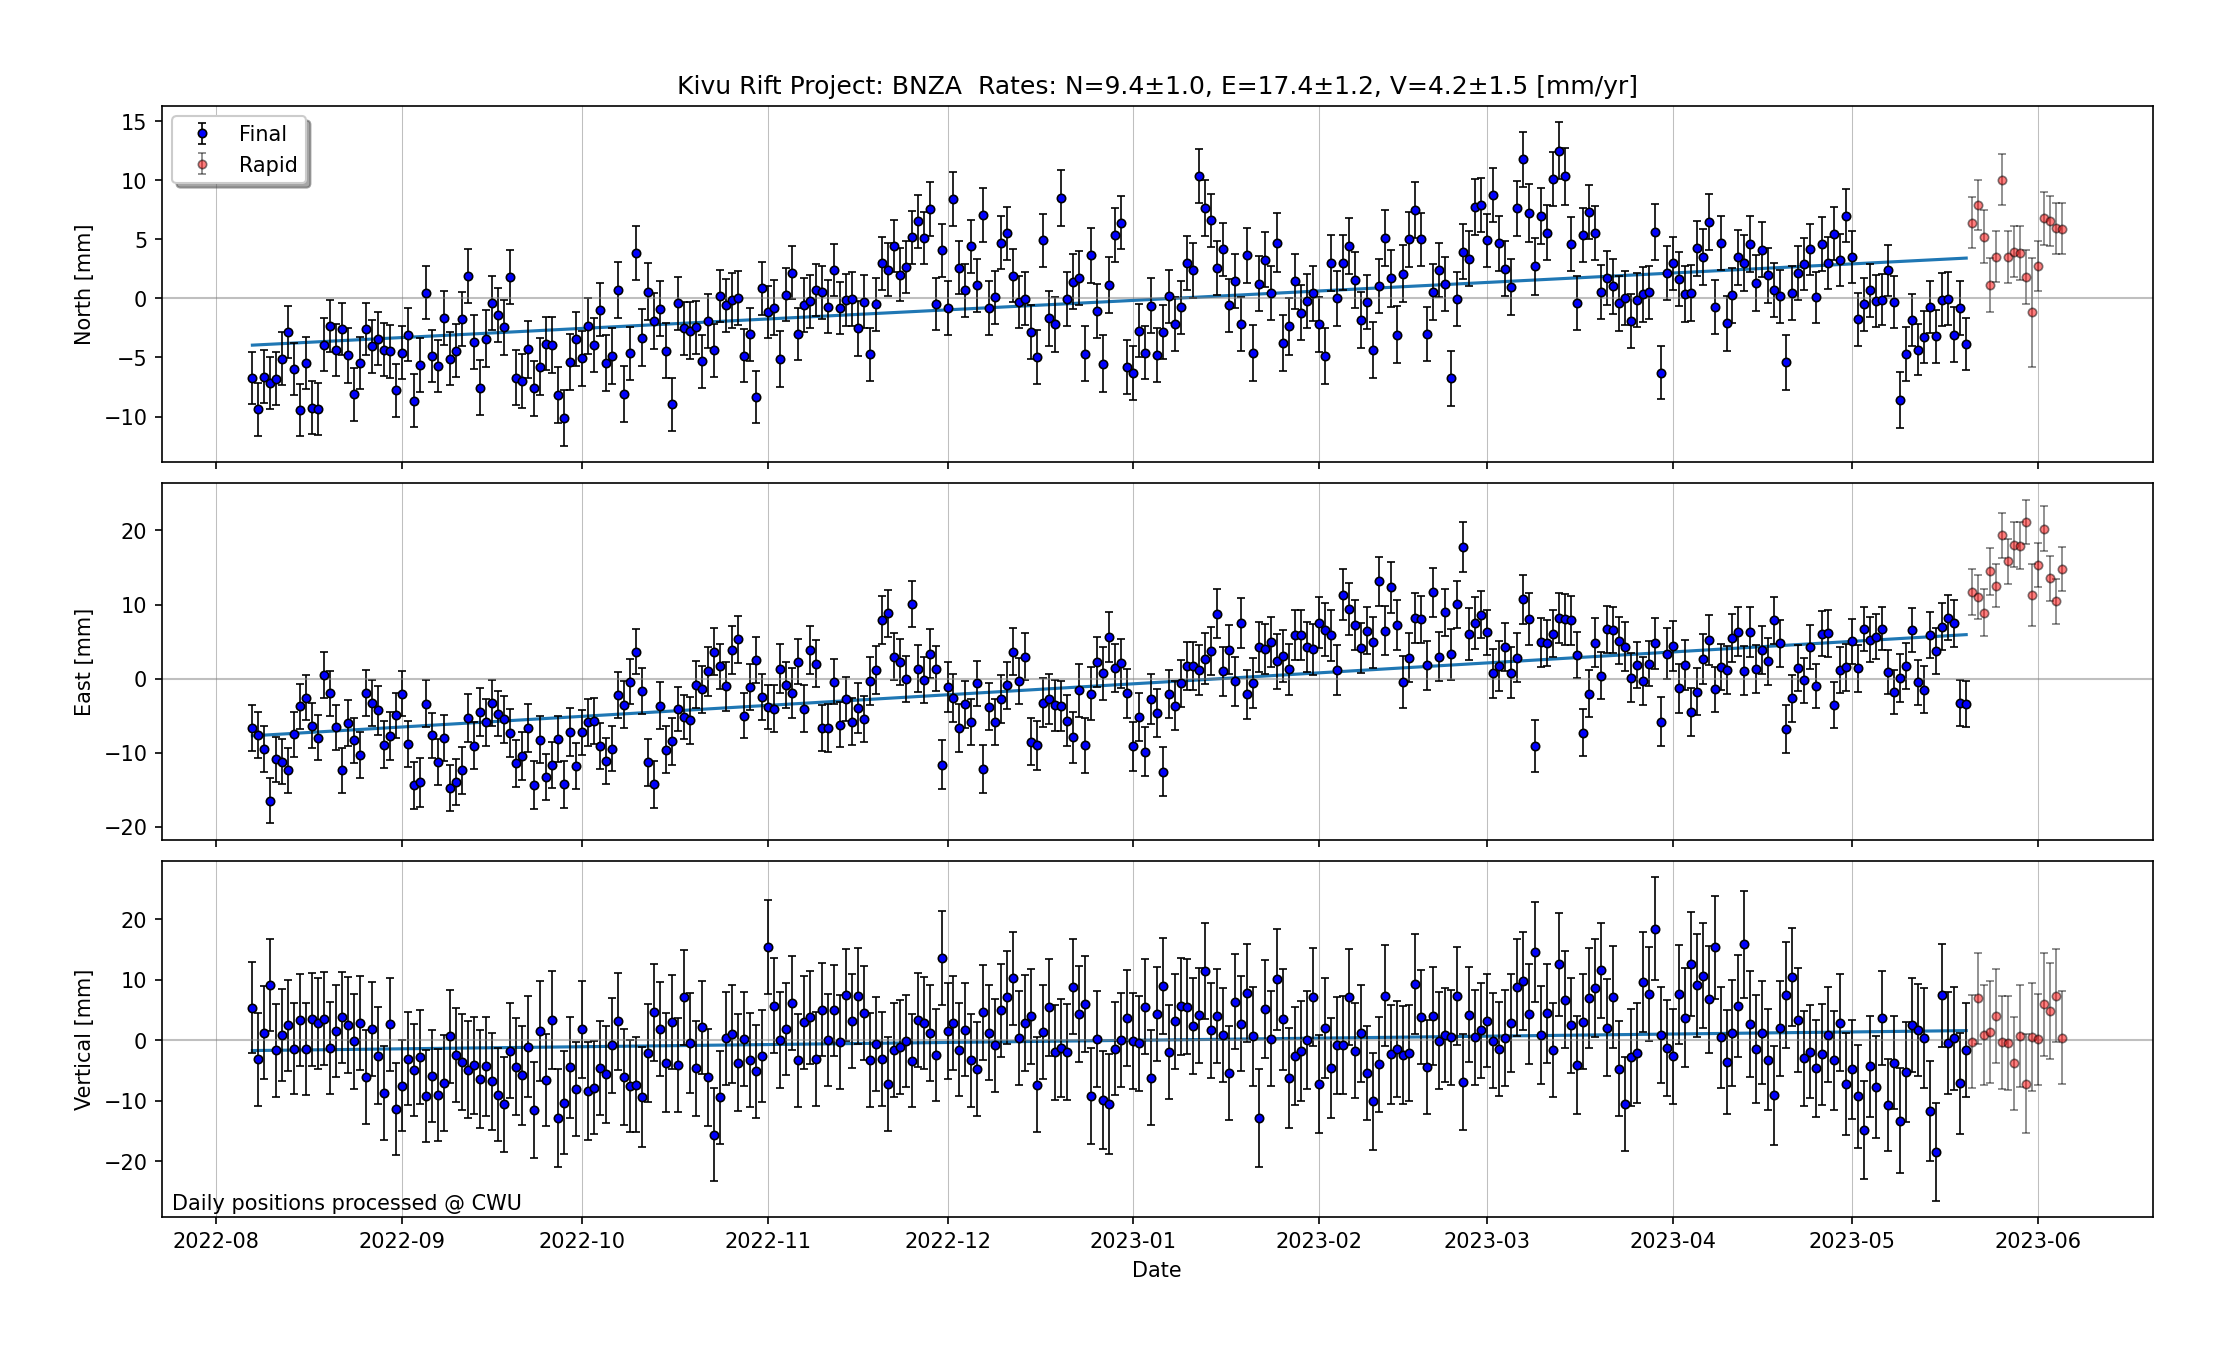 Kivu Rift Project: BNZA  Rates: N=9.4±1.0, E=17.4±1.2, V=4.2±1.5 [mm/yr]
Final
Rapid
North [mm]
15
10
5
0
−5
−10
East [mm]
20
10
0
−10
−20
Vertical [mm]
20
10
0
−10
−20
Daily positions processed @ CWU
2022-08 2022-09 2022-10 2022-11 2022-12 2023-01 2023-02 2023-03 2023-04 2023-05 2023-06
Date